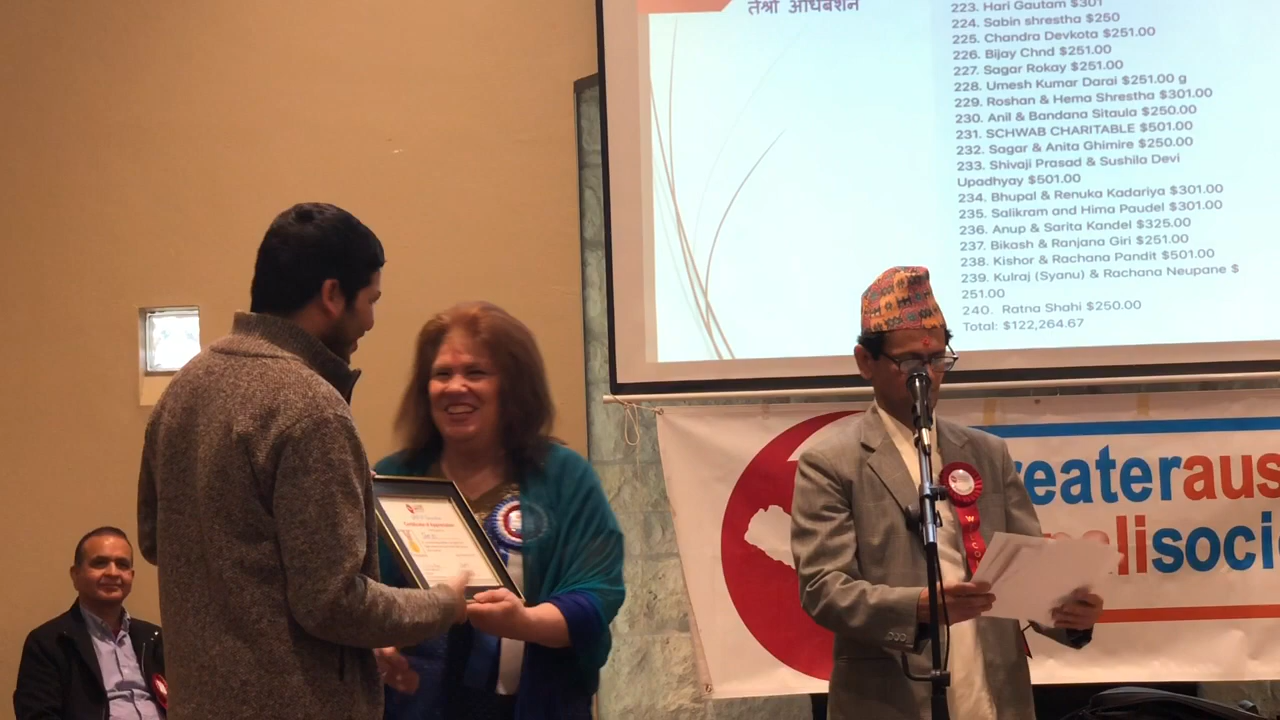 तेश्रो अधिबेशन
223. Hari Gautam $301
224. Sabin shrestha $250
225. Chandra Devkota $251.00
226. Bijay Chnd $251.00
227. Sagar Rokay $251.00
228. Umesh Kumar Darai $251.00 g
229. Roshan & Hema Shrestha $301.00
230. Anil & Bandana Sitaula $250.00
231. SCHWAB CHARITABLE $501.00
232. Sagar & Anita Ghimire $250.00
233. Shivaji Prasad & Sushila Devi
Upadhyay $501.00
234. Bhupal & Renuka Kadariya $301.00
235. Salikram and Hima Paudel $301.00
236. Anup & Sarita Kandel $325.00
237. Bikash & Ranjana Giri $251.00
238. Kishor & Rachana Pandit $501.00
239. Kulraj (Syanu) & Rachana Neupane $
251.00
240. Ratna Shahi $250.00
Total: $122,264.67
reateraus
pali soci
Certificate of Appreciation